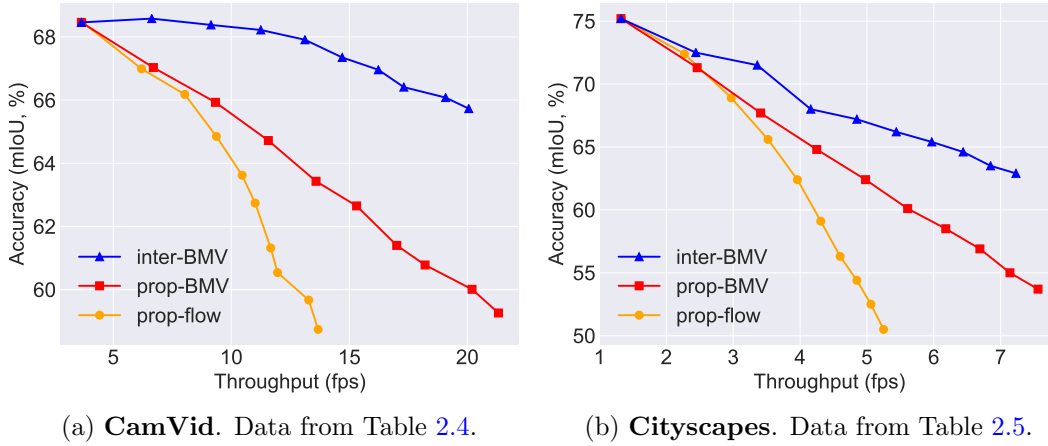 68
66
64
62
60
Accuracy (mIoU, %)
inter-BMV
prop-BMV
prop-flow
5 10 15 20
Throughput (fps)
(a) CamVid. Data from Table 2.4.
75
70
65
60
55
50
Accuracy (mIoU, %)
inter-BMV
prop-BMV
prop-flow
1 2 3 4 5 6 7
Throughput (fps)
(b) Cityscapes. Data from Table 2.5.